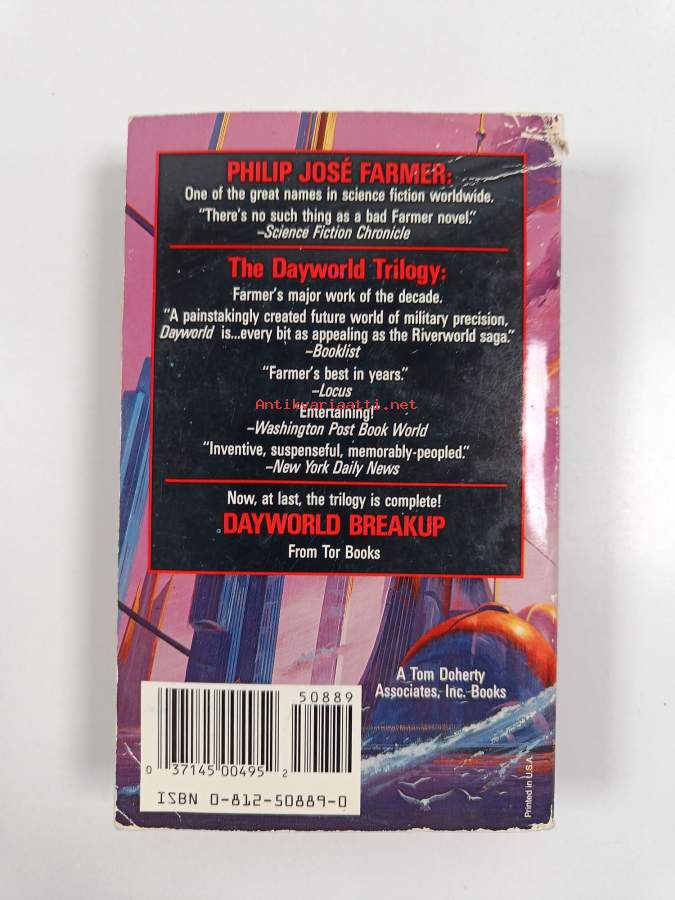 PHILIP JOSÉ FARMER:
One of the great names in science fiction worldwide.
"There's no such thing as a bad Farmer novel."
–Science Fiction Chronicle
The Dayworld Trilogy:
Farmer's major work of the decade.
"A painstakingly created future world of military precision,
Dayworld is...every bit as appealing as the Riverworld saga."
–Booklist
"Farmer's best in years."
–Locus
Antikvariaatti.net
"Entertaining!"
–Washington Post Book World
"Inventive, suspenseful, memorably-peopled."
–New York Daily News
Now, at last, the trilogy is complete!
DAYWORLD BREAKUP
From Tor Books
A Tom Doherty
Associates, Inc. Books
50889
0 37145 00495 2
ISBN 0-812-50889-0
Printed in U.S.A.